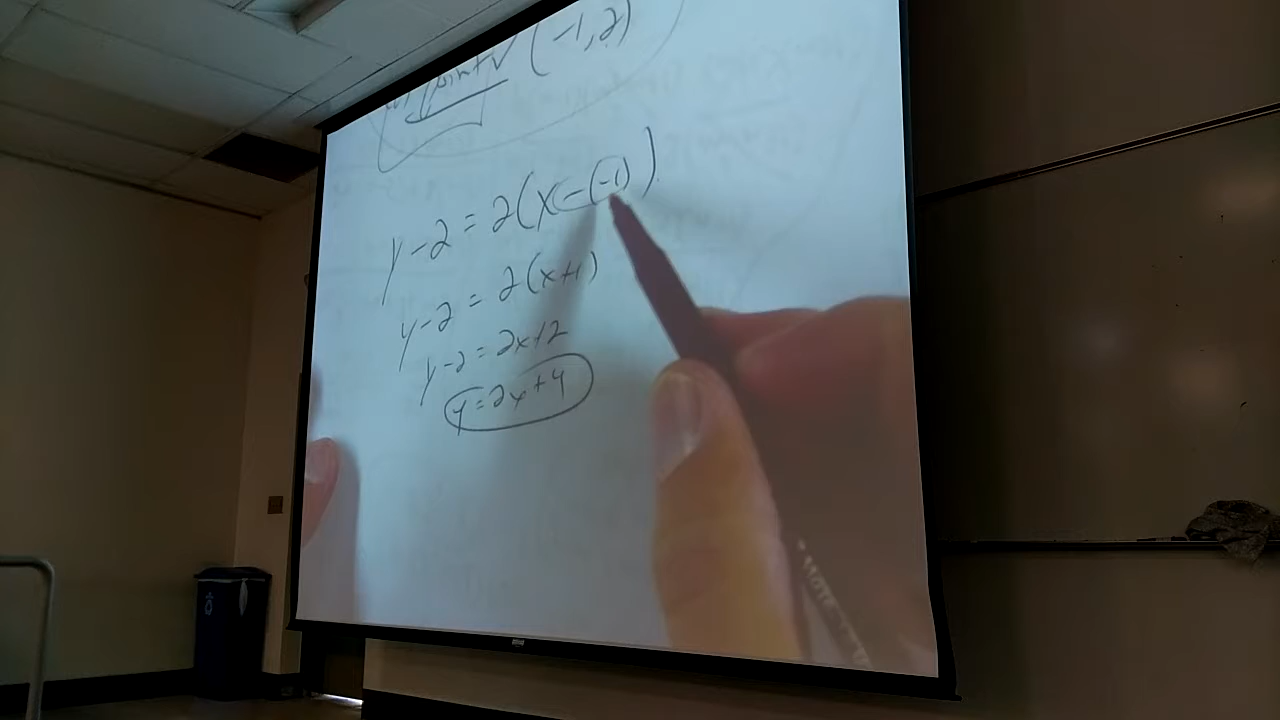 point √ (-1,2)
y-2=2(x-(-1))
y-2=2(x+1)
y-2=2x+2
y=2x+4